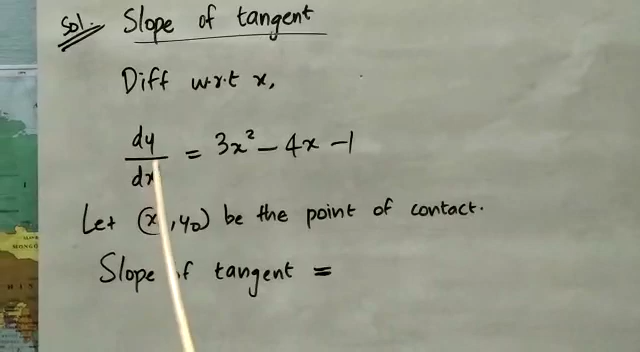 Sol. Slope of tangent
Diff w.r.t x,
dy/dx = 3x² - 4x - 1
Let (x , y₀) be the point of contact.
Slope of tangent =